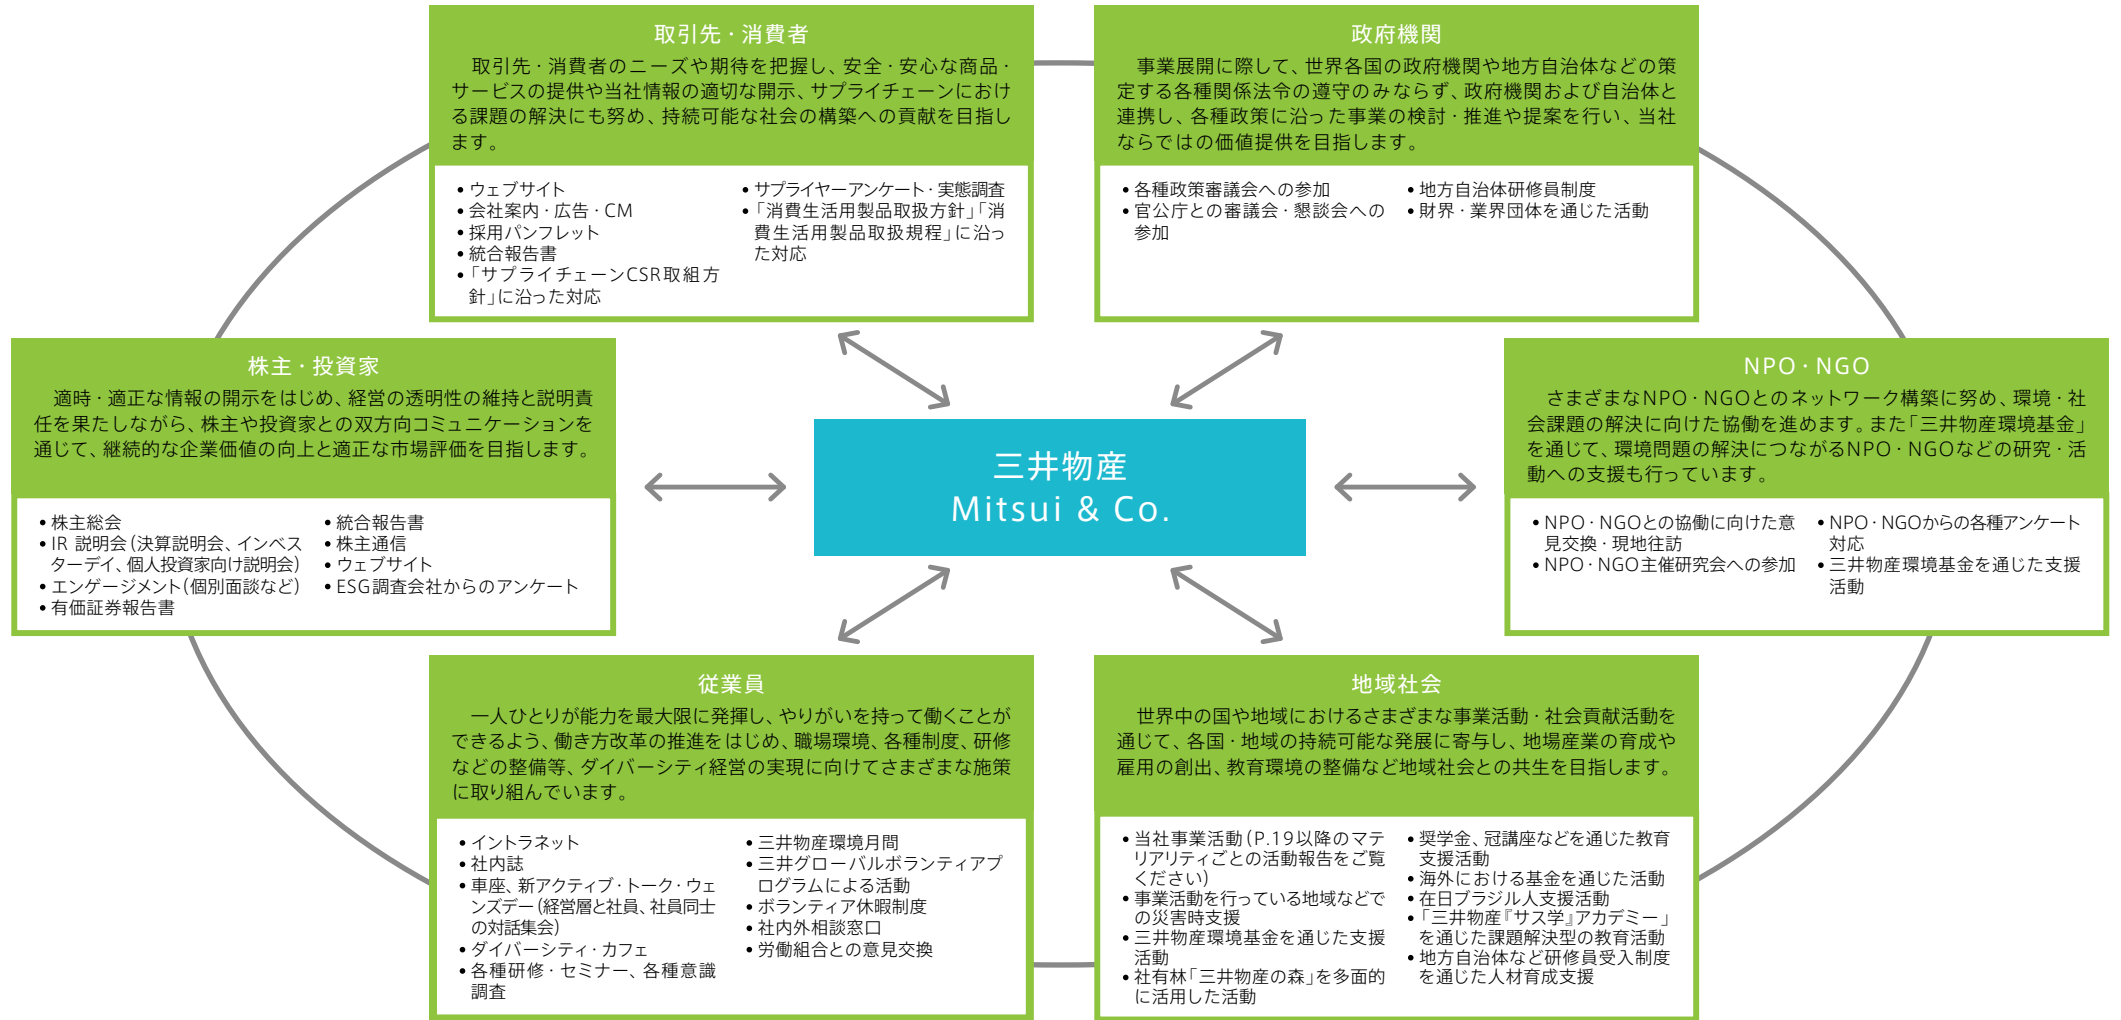 取引先・消費者
取引先・消費者のニーズや期待を把握し、安全・安心な商品・
サービスの提供や当社情報の適切な開示、サプライチェーンにおけ
る課題の解決にも努め、持続可能な社会の構築への貢献を目指し
ます。
• ウェブサイト
• 会社案内・広告・CM
• 採用パンフレット
• 統合報告書
• 「サプライチェーンCSR取組方
針」に沿った対応
• サプライヤーアンケート・実態調査
• 「消費生活用製品取扱方針」「消
費生活用製品取扱規程」に沿っ
た対応
政府機関
事業展開に際して、世界各国の政府機関や地方自治体などの策
定する各種関係法令の遵守のみならず、政府機関および自治体と
連携し、各種政策に沿った事業の検討・推進や提案を行い、当社
ならではの価値提供を目指します。
• 各種政策審議会への参加
• 官公庁との審議会・懇談会への
参加
• 地方自治体研修員制度
• 財界・業界団体を通じた活動
株主・投資家
適時・適正な情報の開示をはじめ、経営の透明性の維持と説明責
任を果たしながら、株主や投資家との双方向コミュニケーションを
通じて、継続的な企業価値の向上と適正な市場評価を目指します。
• 株主総会
• IR 説明会（決算説明会、インベス
ターデイ、個人投資家向け説明会）
• エンゲージメント（個別面談など）
• 有価証券報告書
• 統合報告書
• 株主通信
• ウェブサイト
• ESG調査会社からのアンケート
三井物産
Mitsui & Co.
NPO・NGO
さまざまなNPO・NGOとのネットワーク構築に努め、環境・社
会課題の解決に向けた協働を進めます。また「三井物産環境基金」
を通じて、環境問題の解決につながるNPO・NGOなどの研究・活
動への支援も行っています。
• NPO・NGOとの協働に向けた意
見交換・現地往訪
• NPO・NGO主催研究会への参加
• NPO・NGOからの各種アンケート
対応
• 三井物産環境基金を通じた支援
活動
従業員
一人ひとりが能力を最大限に発揮し、やりがいを持って働くことが
できるよう、働き方改革の推進をはじめ、職場環境、各種制度、研修
などの整備等、ダイバーシティ経営の実現に向けてさまざまな施策
に取り組んでいます。
• イントラネット
• 社内誌
• 車座、新アクティブ・トーク・ウェ
ンズデー（経営層と社員、社員同士
の対話集会）
• ダイバーシティ・カフェ
• 各種研修・セミナー、各種意識
調査
• 三井物産環境月間
• 三井グローバルボランティアプ
ログラムによる活動
• ボランティア休暇制度
• 社内外相談窓口
• 労働組合との意見交換
地域社会
世界中の国や地域におけるさまざまな事業活動・社会貢献活動を
通じて、各国・地域の持続可能な発展に寄与し、地場産業の育成や
雇用の創出、教育環境の整備など地域社会との共生を目指します。
• 当社事業活動（P.19以降のマテ
リアリティごとの活動報告をご覧
ください）
• 事業活動を行っている地域などで
の災害時支援
• 三井物産環境基金を通じた支援
活動
• 社有林「三井物産の森」を多面的
に活用した活動
• 奨学金、冠講座などを通じた教育
支援活動
• 海外における基金を通じた活動
• 在日ブラジル人支援活動
• 「三井物産『サス学』アカデミー」
を通じた課題解決型の教育活動
• 地方自治体など研修員受入制度
を通じた人材育成支援